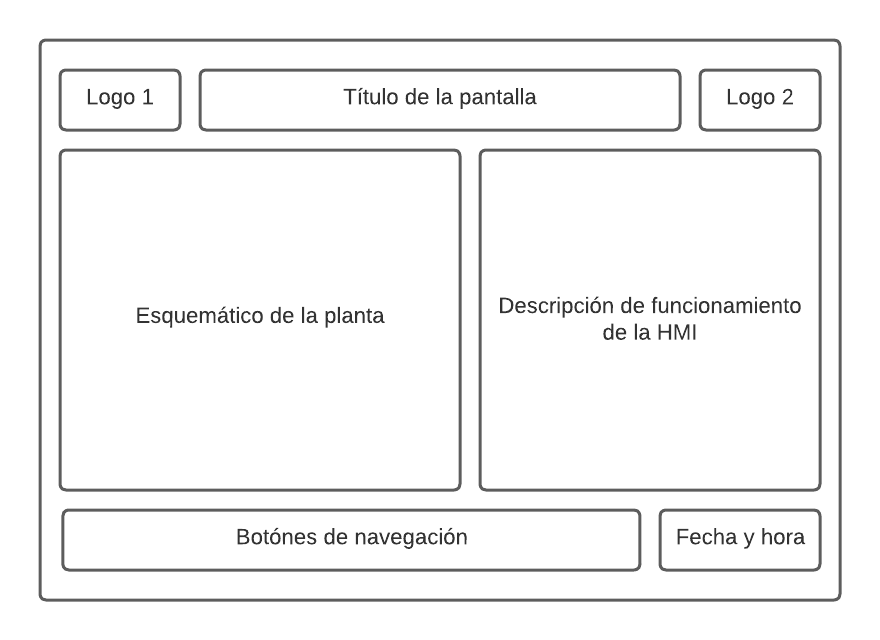 Logo 1
Título de la pantalla
Logo 2
Esquemático de la planta
Descripción de funcionamiento
de la HMI
Botónes de navegación
Fecha y hora